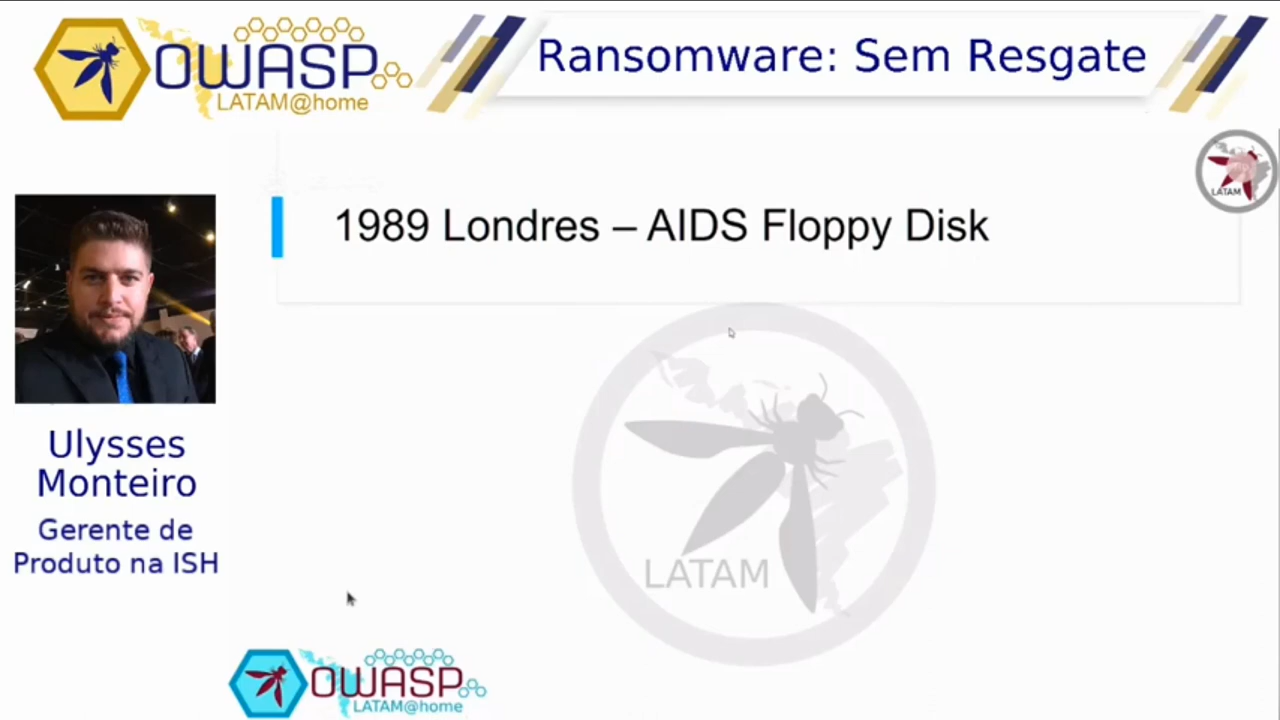 OWASP
LATAM@home
Ransomware: Sem Resgate
LATAM
1989 Londres – AIDS Floppy Disk
Ulysses
Monteiro
Gerente de
Produto na ISH
LATAM
OWASP
LATAM@home